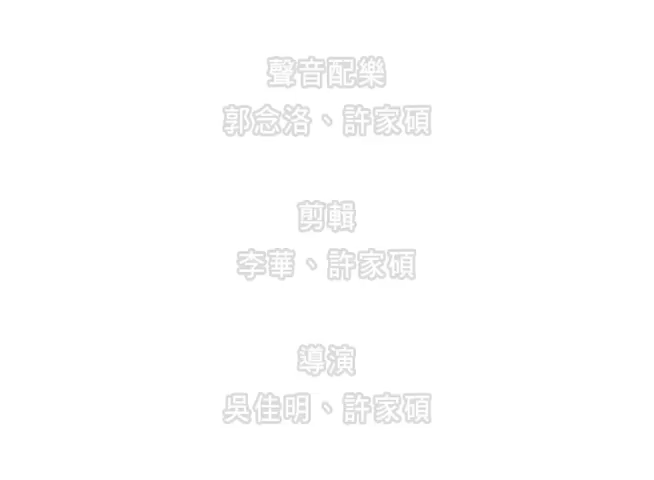 聲音配樂
郭念洛、許家碩
剪輯
李華、許家碩
導演
吳佳明、許家碩